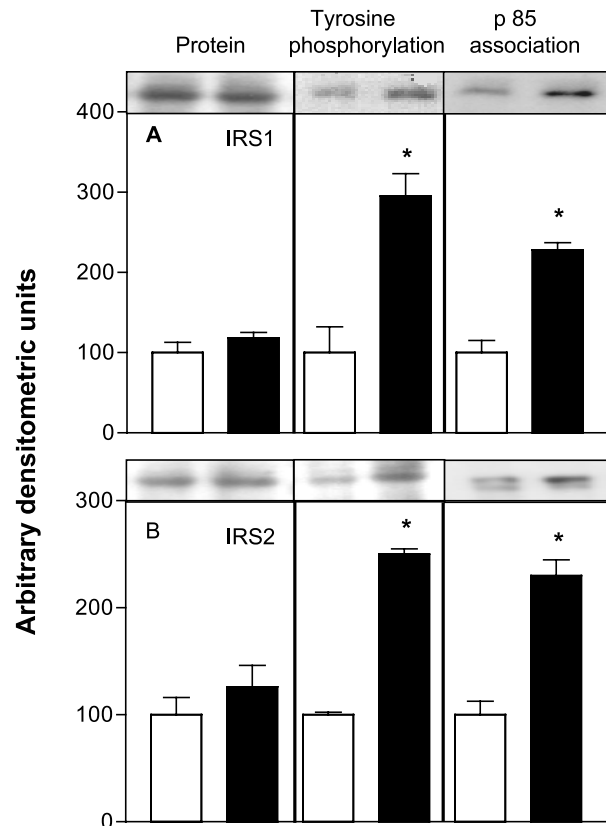 Protein
Tyrosine
phosphorylation
p 85
association
Arbitrary densitometric units
400
300
200
100
0
A
IRS1
*
*
300
200
100
0
B
IRS2
*
*